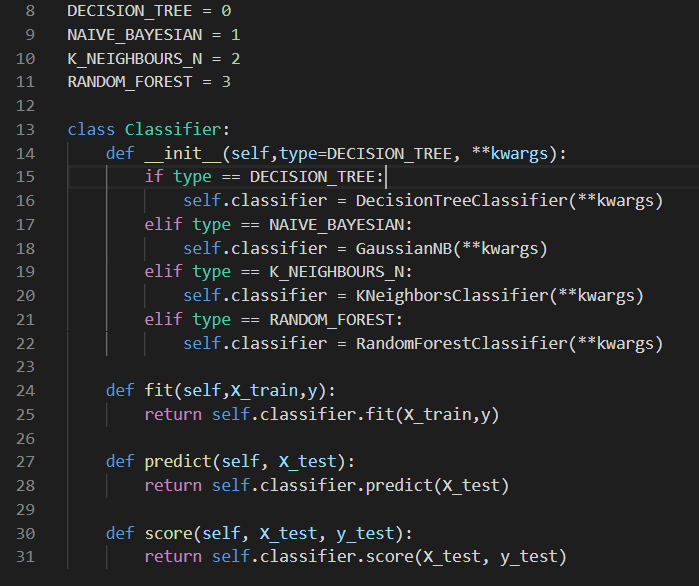 8 DECISION_TREE = 0
9 NAIVE_BAYESIAN = 1
10 K_NEIGHBOURS_N = 2
11 RANDOM_FOREST = 3
12
13 class Classifier:
14     def __init__(self,type=DECISION_TREE, **kwargs):
15         if type == DECISION_TREE:
16             self.classifier = DecisionTreeClassifier(**kwargs)
17         elif type == NAIVE_BAYESIAN:
18             self.classifier = GaussianNB(**kwargs)
19         elif type == K_NEIGHBOURS_N:
20             self.classifier = KNeighborsClassifier(**kwargs)
21         elif type == RANDOM_FOREST:
22             self.classifier = RandomForestClassifier(**kwargs)
23
24     def fit(self,X_train,y):
25         return self.classifier.fit(X_train,y)
26
27     def predict(self, X_test):
28         return self.classifier.predict(X_test)
29
30     def score(self, X_test, y_test):
31         return self.classifier.score(X_test, y_test)